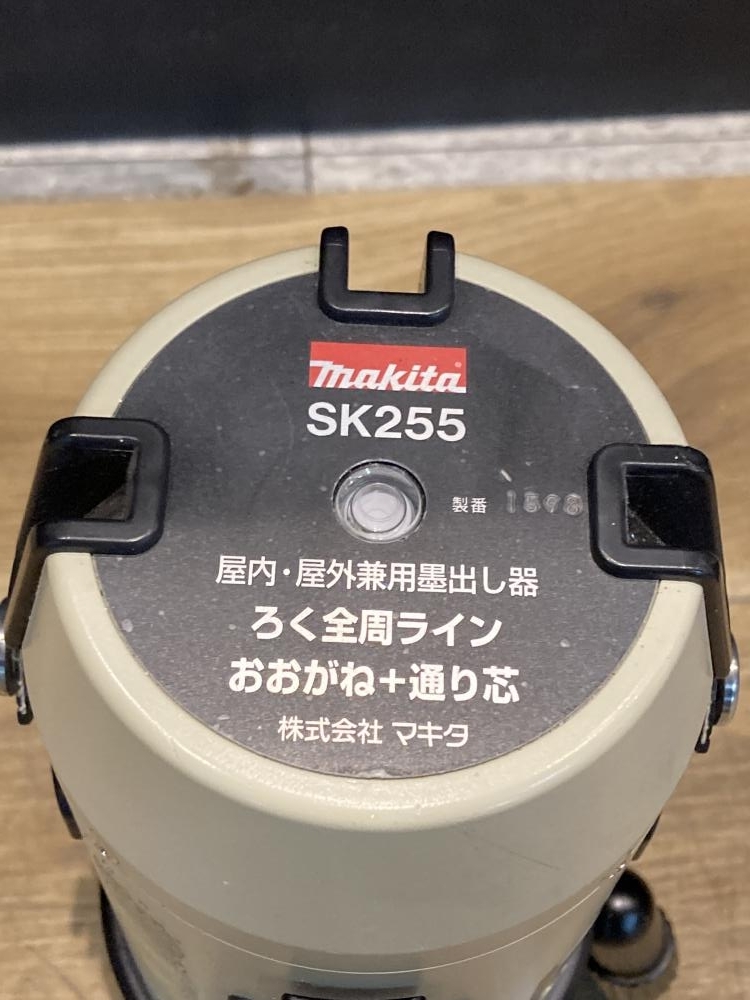 makita
SK255
製番
屋内・屋外兼用墨出し器
ろく全周ライン
おおがね+通り芯
株式会社 マキタ